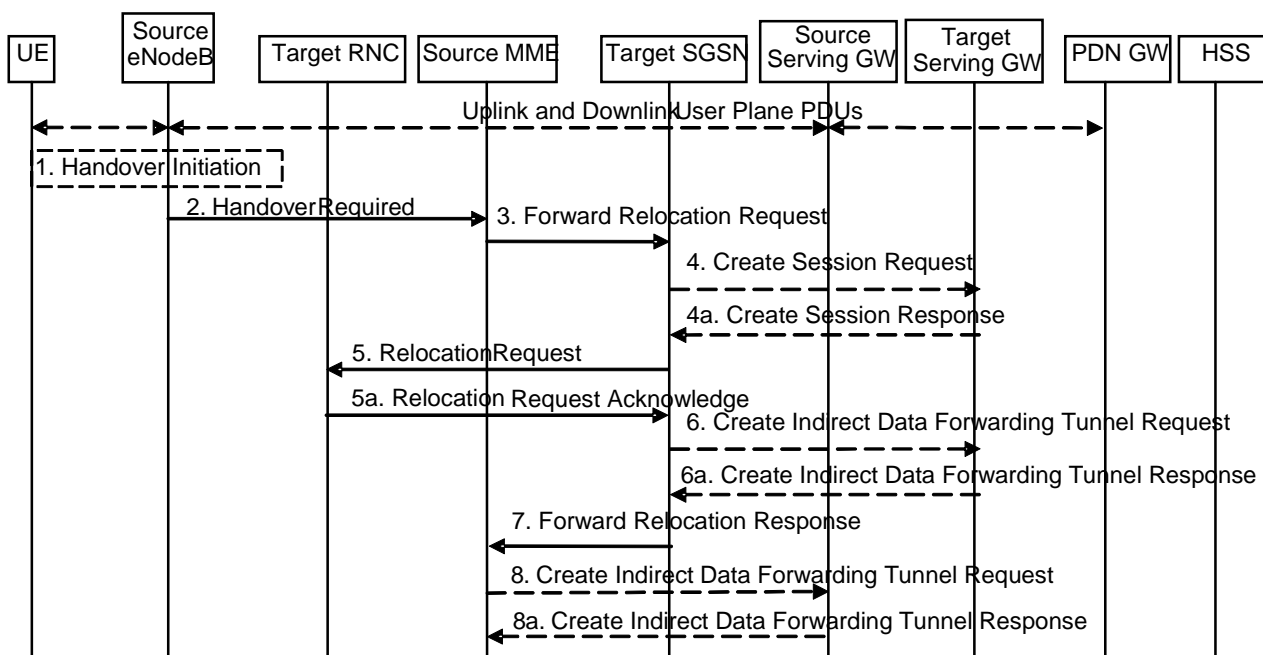 UE
Source
eNodeB
Target RNC
Source MME
Target SGSN
Source
Serving GW
Target
Serving GW
PDN GW
HSS
Uplink and Downlink User Plane PDUs
1. Handover Initiation
2. Handover Required
3. Forward Relocation Request
4. Create Session Request
4a. Create Session Response
5. Relocation Request
5a. Relocation Request Acknowledge
6. Create Indirect Data Forwarding Tunnel Request
6a. Create Indirect Data Forwarding Tunnel Response
7. Forward Relocation Response
8. Create Indirect Data Forwarding Tunnel Request
8a. Create Indirect Data Forwarding Tunnel Response